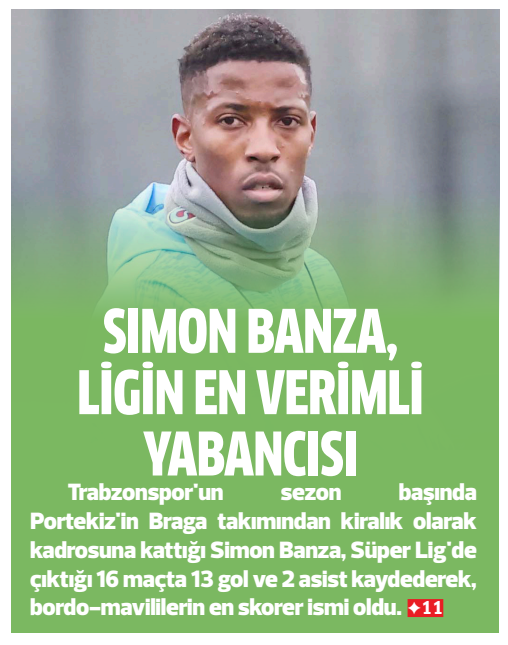 SIMON BANZA,
LİGİN EN VERİMLİ
YABANCISI
Trabzonspor'un sezon başında
Portekiz'in Braga takımından kiralık olarak
kadrosuna kattığı Simon Banza, Süper Lig'de
çıktığı 16 maçta 13 gol ve 2 asist kaydederek,
bordo-mavililerin en skorer ismi oldu. ✦11